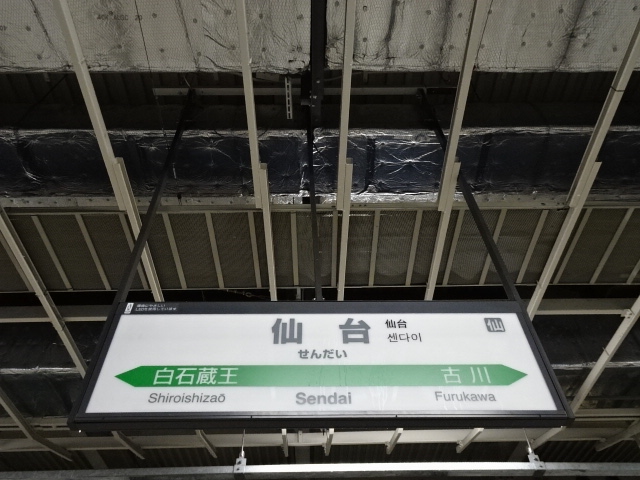 仙台
仙台
센다이
仙
せんだい
白石蔵王 古川
Shiroishizaō Sendai Furukawa